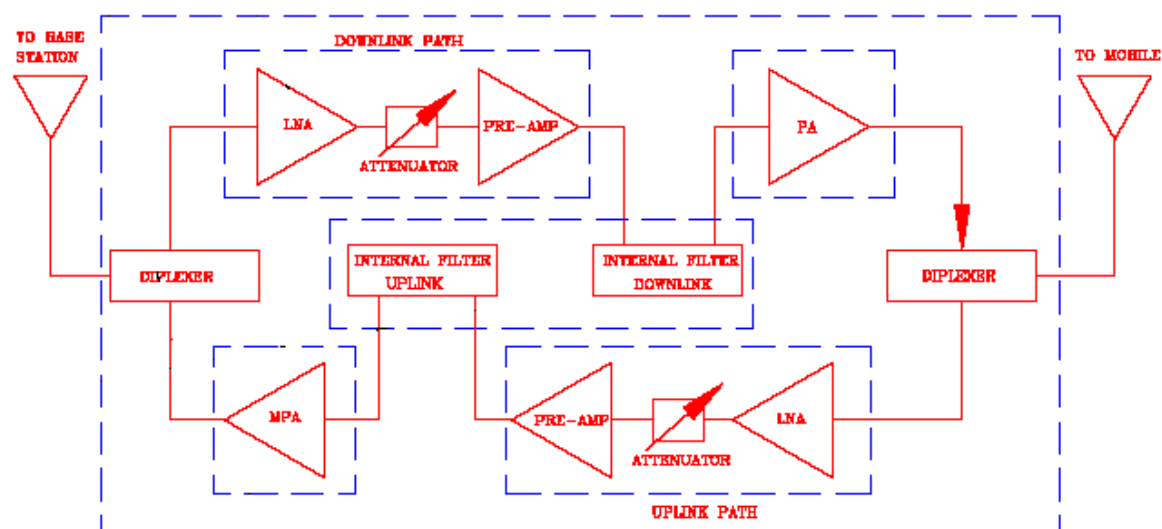 TO BASE
STATION
DOWNLINK PATH
TO MOBILE
LNA
PRE-AMP
PA
ATTENUATOR
DIPLEXER
INTERNAL FILTER
UPLINK
INTERNAL FILTER
DOWNLINK
DIPLEXER
MPA
PRE-AMP
LNA
ATTENUATOR
UPLINK PATH